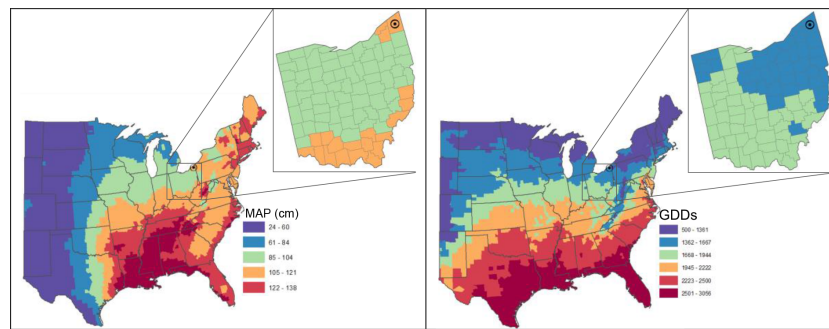 MAP (cm)
24 - 60
61 - 84
85 - 104
105 - 121
122 - 138
GDDs
500 - 1361
1362 - 1667
1668 - 1944
1945 - 2222
2223 - 2500
2501 - 3056